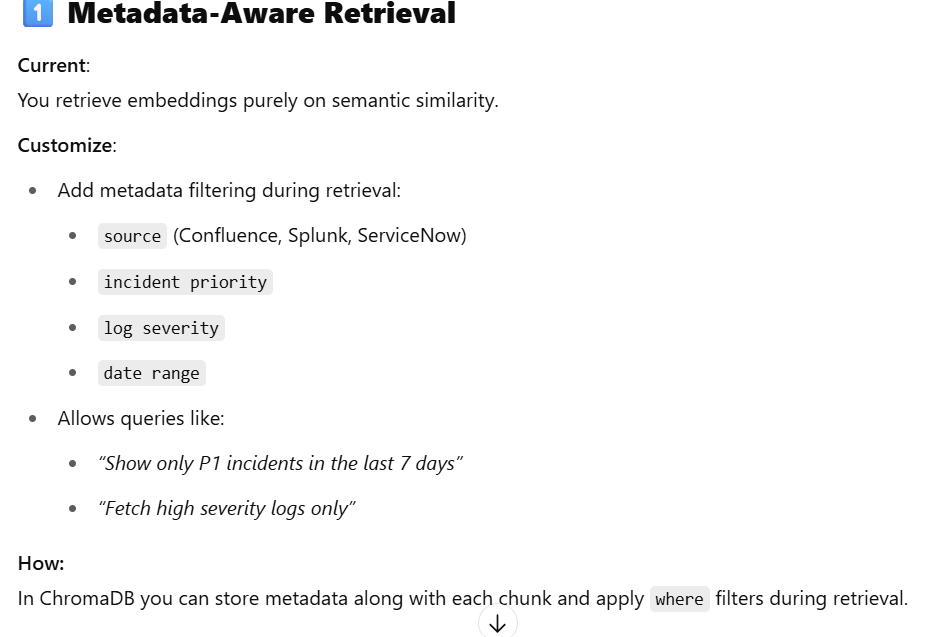 1 Metadata-Aware Retrieval
Current:
You retrieve embeddings purely on semantic similarity.
Customize:
• Add metadata filtering during retrieval:
• source (Confluence, Splunk, ServiceNow)
• incident priority
• log severity
• date range
• Allows queries like:
• “Show only P1 incidents in the last 7 days”
• “Fetch high severity logs only”
How:
In ChromaDB you can store metadata along with each chunk and apply where filters during retrieval.